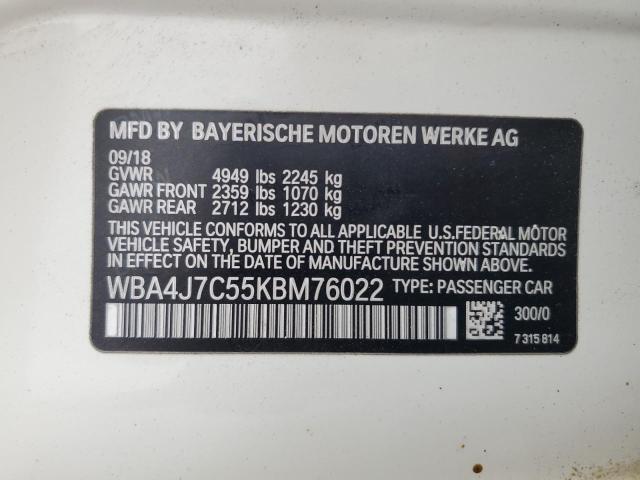 MFD BY BAYERISCHE MOTOREN WERKE AG
09/18
GVWR 4949 lbs 2245 kg
GAWR FRONT 2359 lbs 1070 kg
GAWR REAR 2712 lbs 1230 kg
THIS VEHICLE CONFORMS TO ALL APPLICABLE U.S.FEDERAL MOTOR
VEHICLE SAFETY, BUMPER AND THEFT PREVENTION STANDARDS
IN EFFECT ON THE DATE OF MANUFACTURE SHOWN ABOVE.
WBA4J7C55KBM76022 TYPE: PASSENGER CAR
300/0
7 315 814